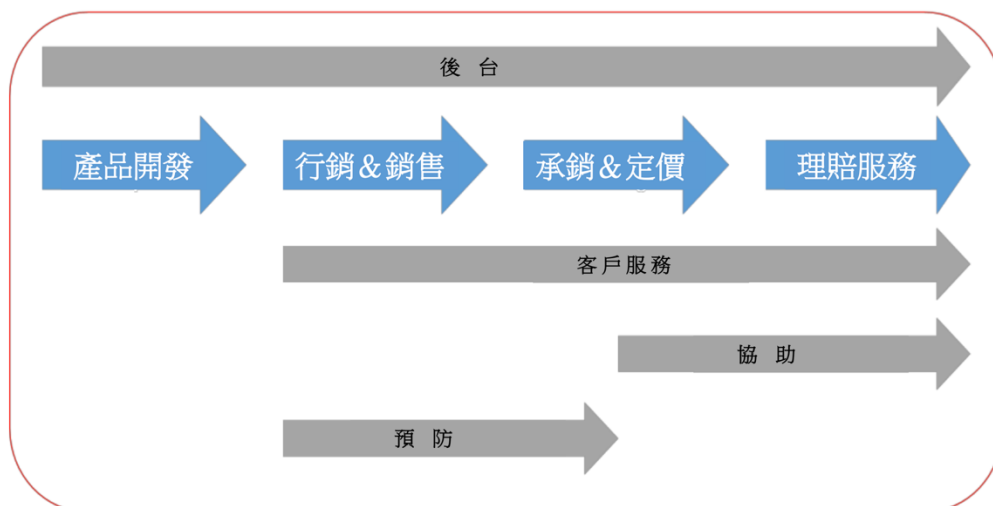 後台
產品開發
行銷&銷售
承銷&定價
理賠服務
客戶服務
協助
預防